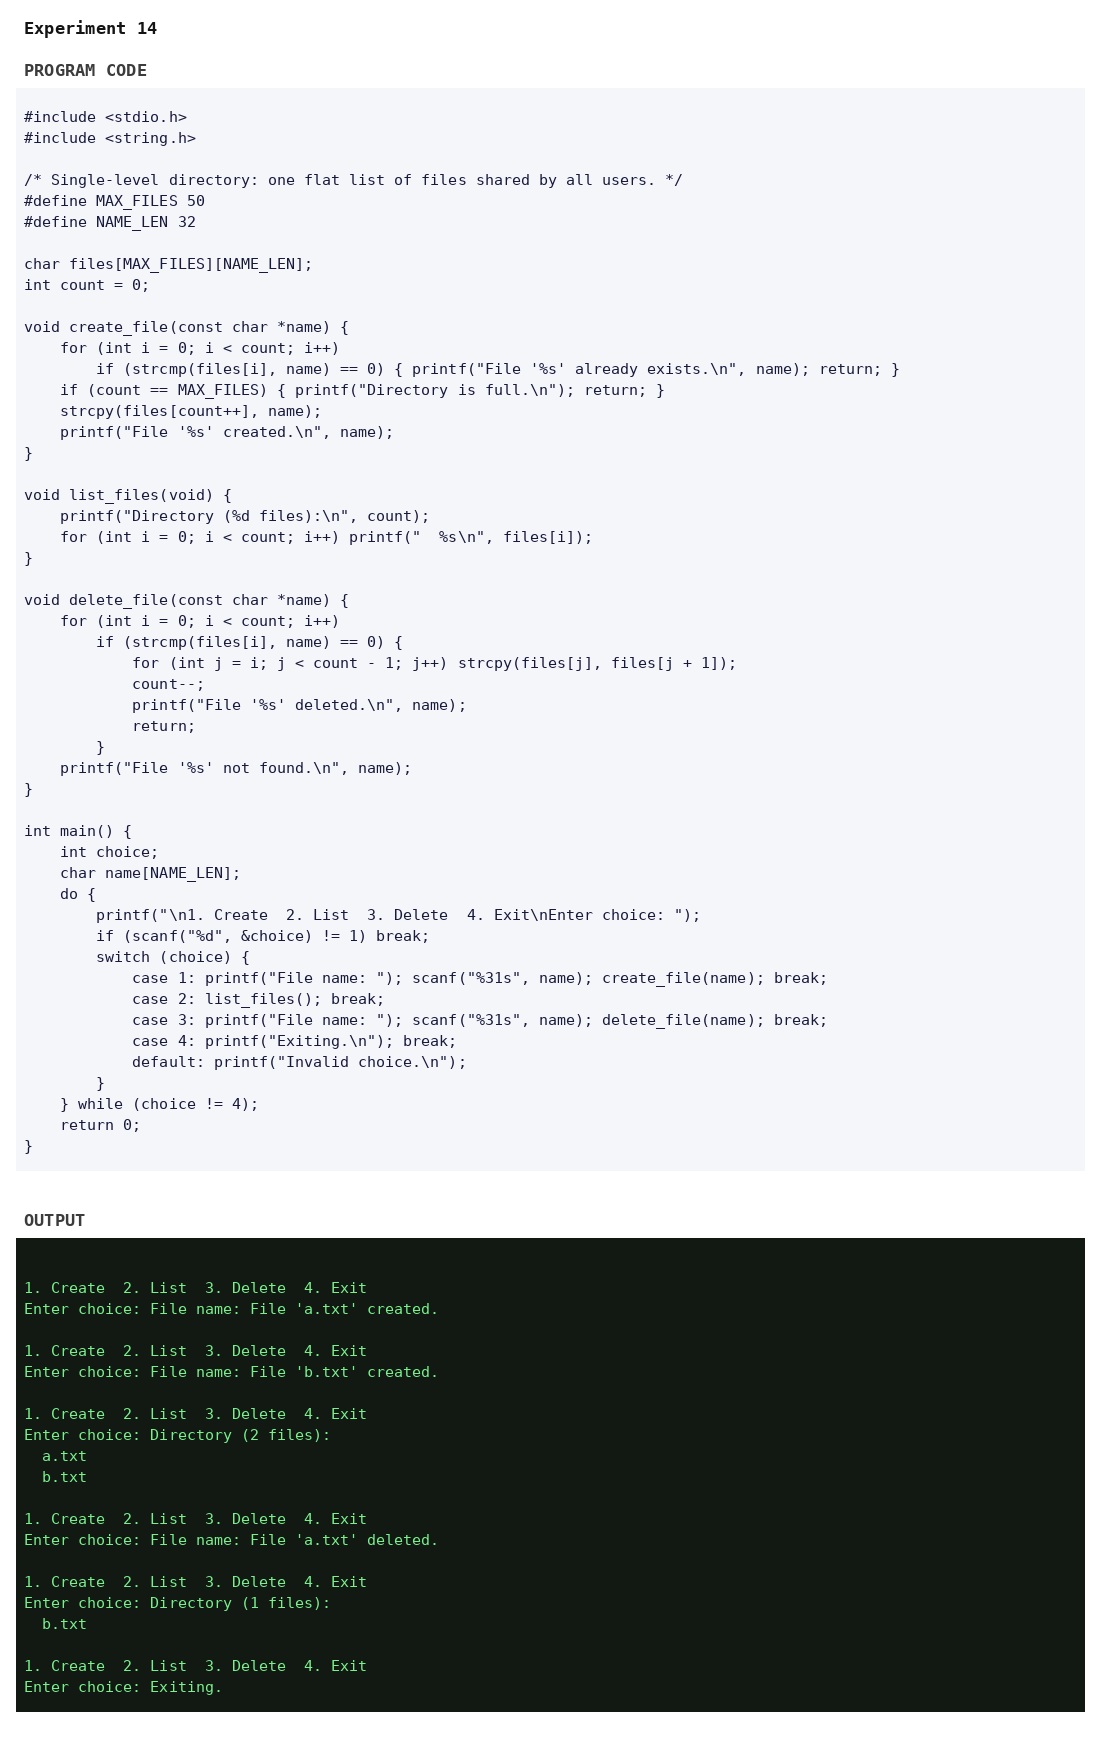 Experiment 14
PROGRAM CODE
#include <stdio.h>
#include <string.h>

/* Single-level directory: one flat list of files shared by all users. */
#define MAX_FILES 50
#define NAME_LEN 32

char files[MAX_FILES][NAME_LEN];
int count = 0;

void create_file(const char *name) {
    for (int i = 0; i < count; i++)
        if (strcmp(files[i], name) == 0) { printf("File '%s' already exists.\n", name); return; }
    if (count == MAX_FILES) { printf("Directory is full.\n"); return; }
    strcpy(files[count++], name);
    printf("File '%s' created.\n", name);
}

void list_files(void) {
    printf("Directory (%d files):\n", count);
    for (int i = 0; i < count; i++) printf("  %s\n", files[i]);
}

void delete_file(const char *name) {
    for (int i = 0; i < count; i++)
        if (strcmp(files[i], name) == 0) {
            for (int j = i; j < count - 1; j++) strcpy(files[j], files[j + 1]);
            count--;
            printf("File '%s' deleted.\n", name);
            return;
        }
    printf("File '%s' not found.\n", name);
}

int main() {
    int choice;
    char name[NAME_LEN];
    do {
        printf("\n1. Create  2. List  3. Delete  4. Exit\nEnter choice: ");
        if (scanf("%d", &choice) != 1) break;
        switch (choice) {
            case 1: printf("File name: "); scanf("%31s", name); create_file(name); break;
            case 2: list_files(); break;
            case 3: printf("File name: "); scanf("%31s", name); delete_file(name); break;
            case 4: printf("Exiting.\n"); break;
            default: printf("Invalid choice.\n");
        }
    } while (choice != 4);
    return 0;
}

OUTPUT

1. Create  2. List  3. Delete  4. Exit
Enter choice: File name: File 'a.txt' created.

1. Create  2. List  3. Delete  4. Exit
Enter choice: File name: File 'b.txt' created.

1. Create  2. List  3. Delete  4. Exit
Enter choice: Directory (2 files):
  a.txt
  b.txt

1. Create  2. List  3. Delete  4. Exit
Enter choice: File name: File 'a.txt' deleted.

1. Create  2. List  3. Delete  4. Exit
Enter choice: Directory (1 files):
  b.txt

1. Create  2. List  3. Delete  4. Exit
Enter choice: Exiting.